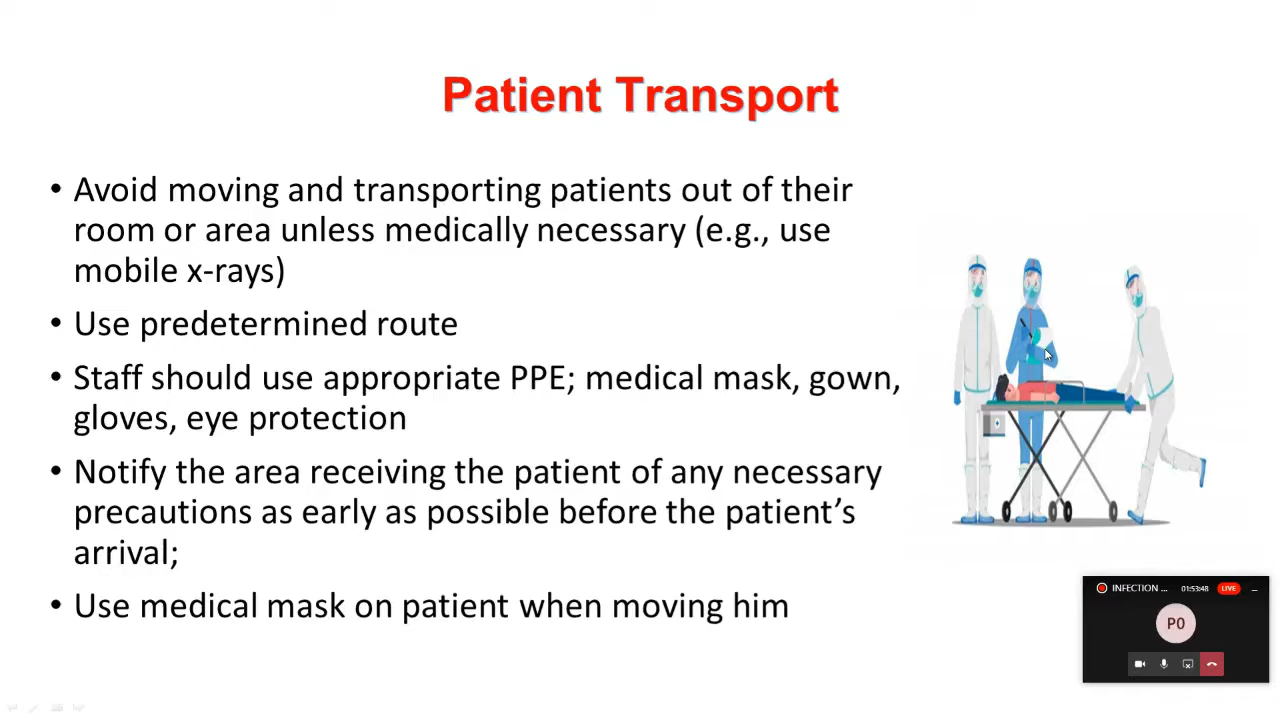 Patient Transport
• Avoid moving and transporting patients out of their
room or area unless medically necessary (e.g., use
mobile x-rays)
• Use predetermined route
• Staff should use appropriate PPE; medical mask, gown,
gloves, eye protection
• Notify the area receiving the patient of any necessary
precautions as early as possible before the patient’s
arrival;
• Use medical mask on patient when moving him
INFECTION ... 01:53:48 LIVE
P0